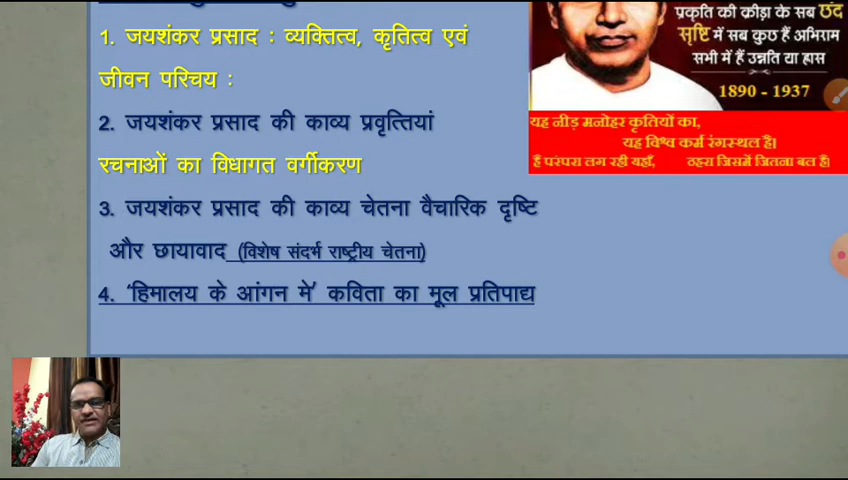 1. जयशंकर प्रसाद : व्यक्तित्व, कृतित्व एवं
जीवन परिचय :
2. जयशंकर प्रसाद की काव्य प्रवृत्तियां
रचनाओं का विधागत वर्गीकरण
3. जयशंकर प्रसाद की काव्य चेतना वैचारिक दृष्टि
और छायावाद (विशेष संदर्भ राष्ट्रीय चेतना)
4. 'हिमालय के आंगन मे' कविता का मूल प्रतिपाद्य
प्रकृति की क्रीड़ा के सब छंद
सृष्टि में सब कुछ हैं अभिराम
सभी में हैं उन्नति या ह्रास
1890 - 1937
यह नीड़ मनोहर कृतियों का,
यह विश्व कर्म रंगस्थल है।
है परंपरा लग रही यहाँ, ठहरा जिसमें जितना बल है।